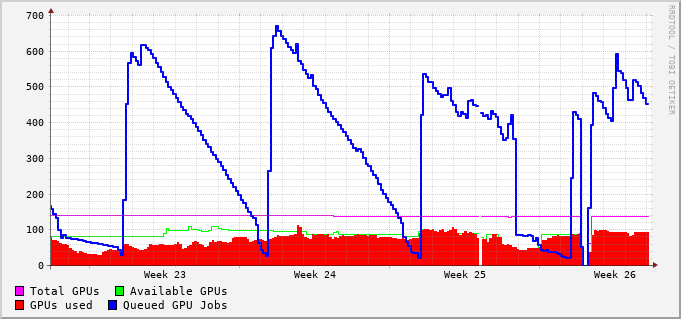 700
600
500
400
300
200
100
0
Week 23 Week 24 Week 25 Week 26
Total GPUs Available GPUs
GPUs used Queued GPU Jobs
RRDTOOL / TOBI OETIKER